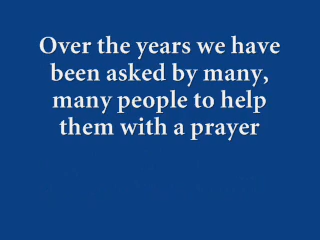 Over the years we have
been asked by many,
many people to help
them with a prayer